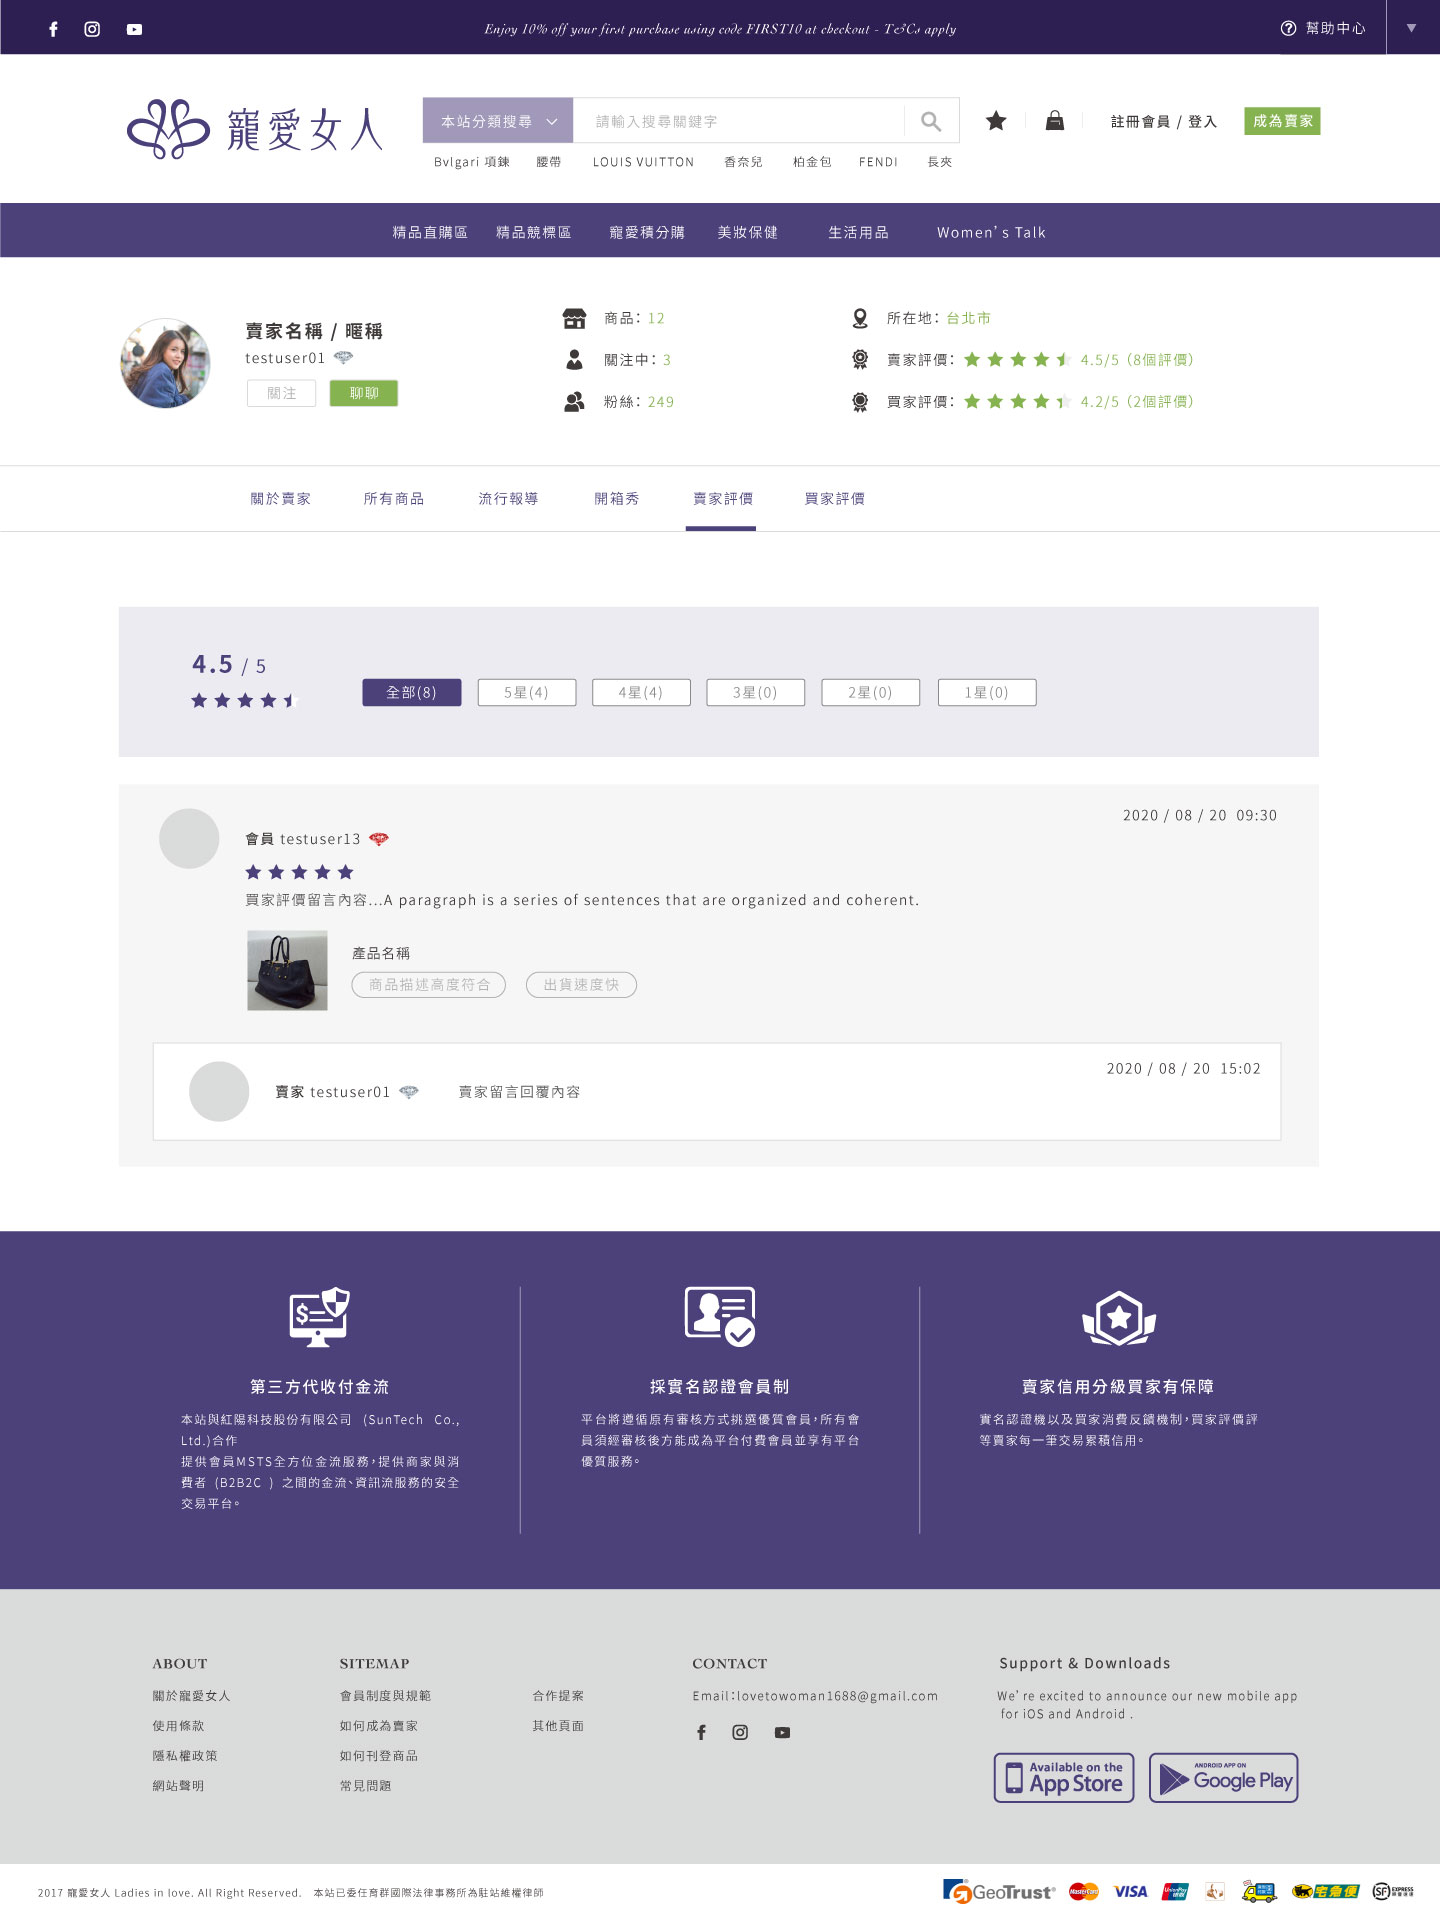 Enjoy 10% off your first purchase using code FIRST10 at checkout - T&Cs apply
幫助中心
寵愛女人
本站分類搜尋
請輸入搜尋關鍵字
註冊會員 / 登入
成為賣家
Bvlgari 項鍊 腰帶 LOUIS VUITTON 香奈兒 柏金包 FENDI 長夾
精品直購區 精品競標區 寵愛積分購 美妝保健 生活用品 Women's Talk
賣家名稱 / 暱稱
testuser01
關注 聊聊
商品： 12
關注中： 3
粉絲： 249
所在地： 台北市
賣家評價： 4.5/5（8個評價）
買家評價： 4.2/5（2個評價）
關於賣家 所有商品 流行報導 開箱秀 賣家評價 買家評價
4.5 / 5
全部(8) 5星(4) 4星(4) 3星(0) 2星(0) 1星(0)
2020 / 08 / 20 09:30
會員 testuser13
買家評價留言內容...A paragraph is a series of sentences that are organized and coherent.
產品名稱
商品描述高度符合 出貨速度快
2020 / 08 / 20 15:02
賣家 testuser01 賣家留言回覆內容
第三方代收付金流
本站與紅陽科技股份有限公司 (SunTech Co.,
Ltd.)合作
提供會員MSTS全方位金流服務，提供商家與消
費者 (B2B2C ) 之間的金流、資訊流服務的安全
交易平台。
採實名認證會員制
平台將遵循原有審核方式挑選優質會員，所有會
員須經審核後方能成為平台付費會員並享有平台
優質服務。
賣家信用分級買家有保障
實名認證機以及買家消費反饋機制，買家評價評
等賣家每一筆交易累積信用。
ABOUT
關於寵愛女人
使用條款
隱私權政策
網站聲明
SITEMAP
會員制度與規範
如何成為賣家
如何刊登商品
常見問題
合作提案
其他頁面
CONTACT
Email：lovetowoman1688@gmail.com
Support & Downloads
We're excited to announce our new mobile app
for iOS and Android .
Available on the
App Store
ANDROID APP ON
Google Play
2017 寵愛女人 Ladies in love. All Right Reserved. 本站已委任育群國際法律事務所為駐站維權律師
GeoTrust
MasterCard
VISA
UnionPay
銀聯
宅急便
SF EXPRESS